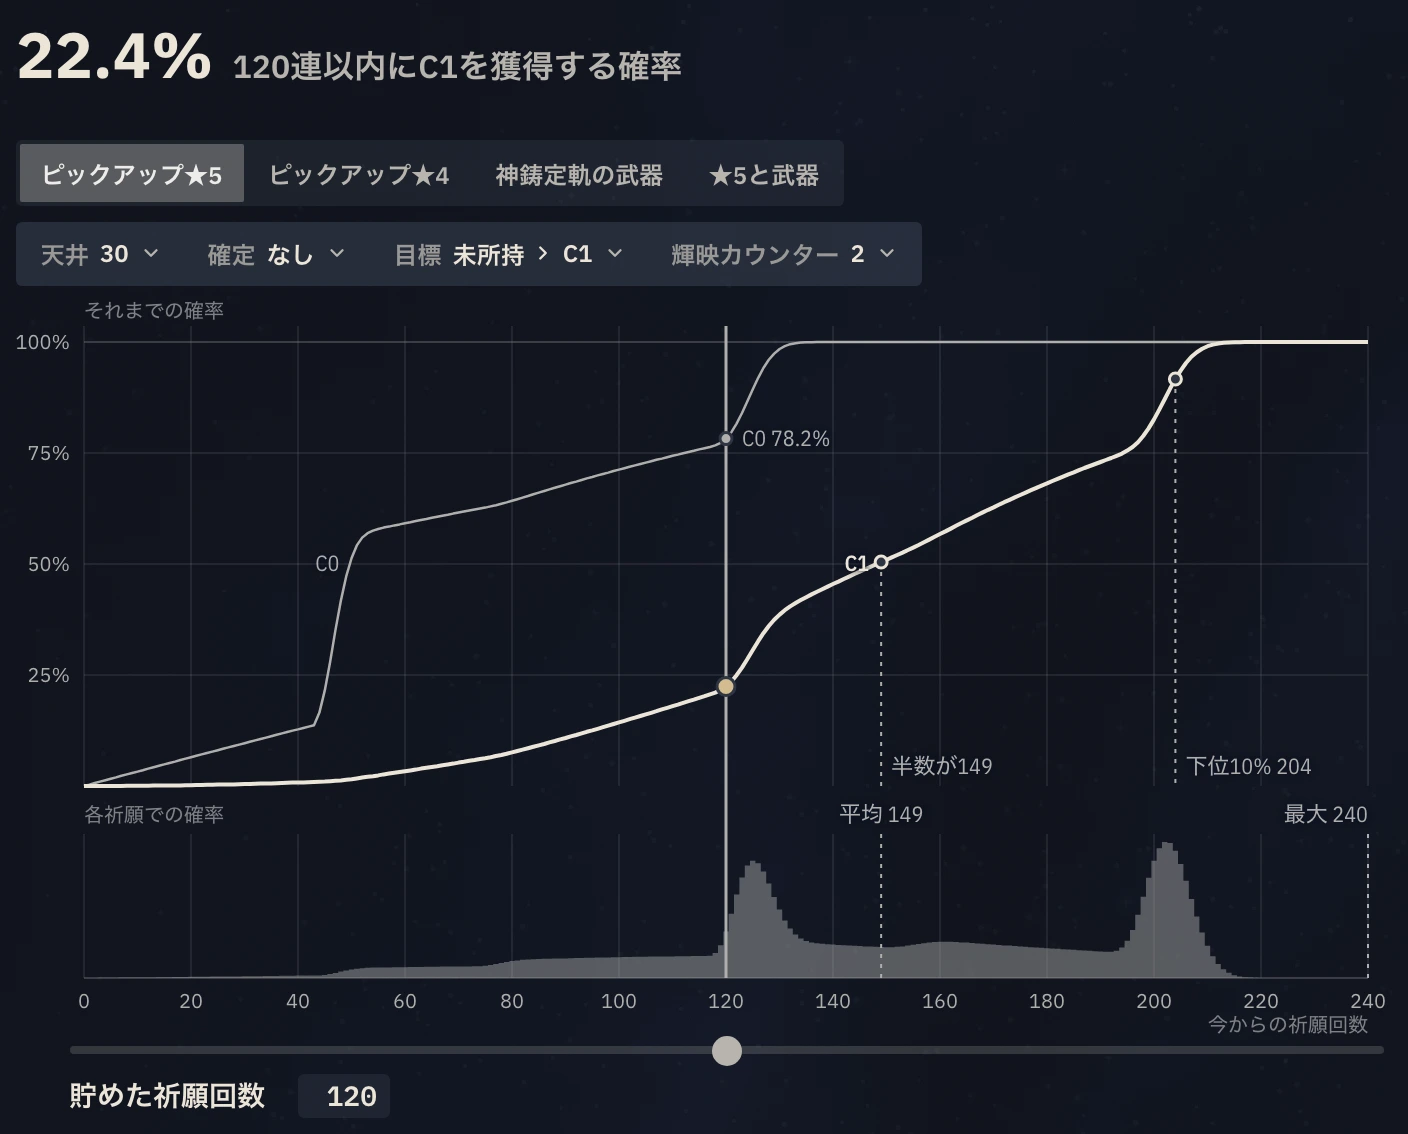 22.4% 120連以内にC1を獲得する確率
ピックアップ★5 ピックアップ★4 神鋳定軌の武器 ★5と武器
天井 30 確定 なし 目標 未所持 > C1 輝映カウンター 2
それまでの確率
100%
75%
50%
25%
C0 78.2%
C0
C1
半数が149
下位10% 204
各祈願での確率
平均 149
最大 240
0 20 40 60 80 100 120 140 160 180 200 220 240
今からの祈願回数
貯めた祈願回数 120